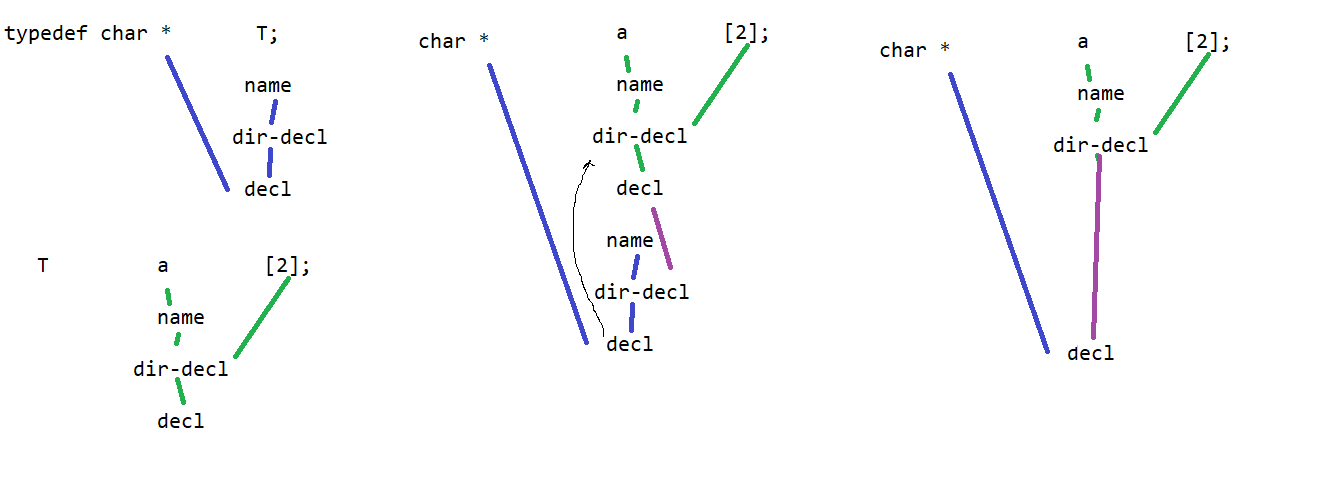 typedef char * T;
name
dir-decl
decl
T a [2];
name
dir-decl
decl
char * a [2];
name
dir-decl
decl
name
dir-decl
decl
char * a [2];
name
dir-decl
decl